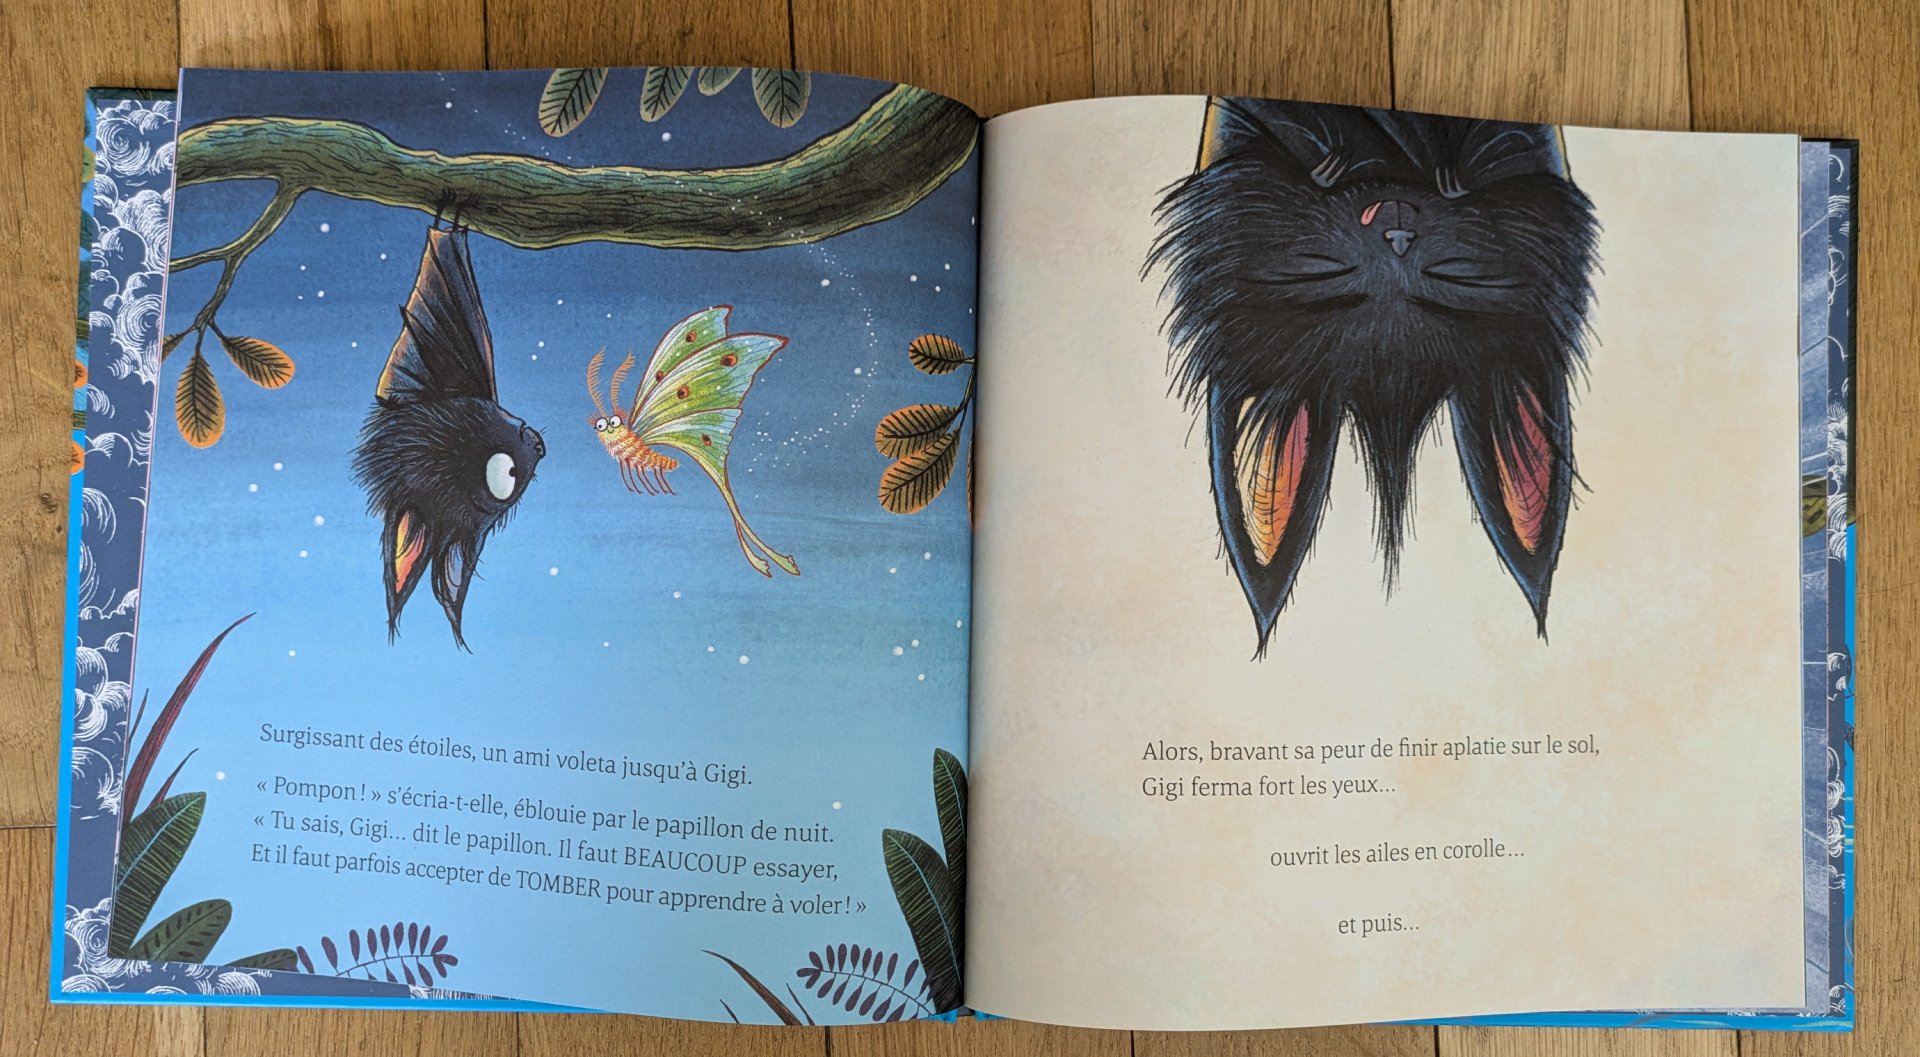 Surgissant des étoiles, un ami voleta jusqu'à Gigi.
« Pompon ! » s'écria-t-elle, éblouie par le papillon de nuit.
« Tu sais, Gigi... dit le papillon. Il faut BEAUCOUP essayer,
Et il faut parfois accepter de TOMBER pour apprendre à voler ! »
Alors, bravant sa peur de finir aplatie sur le sol,
Gigi ferma fort les yeux...
ouvrit les ailes en corolle...
et puis...